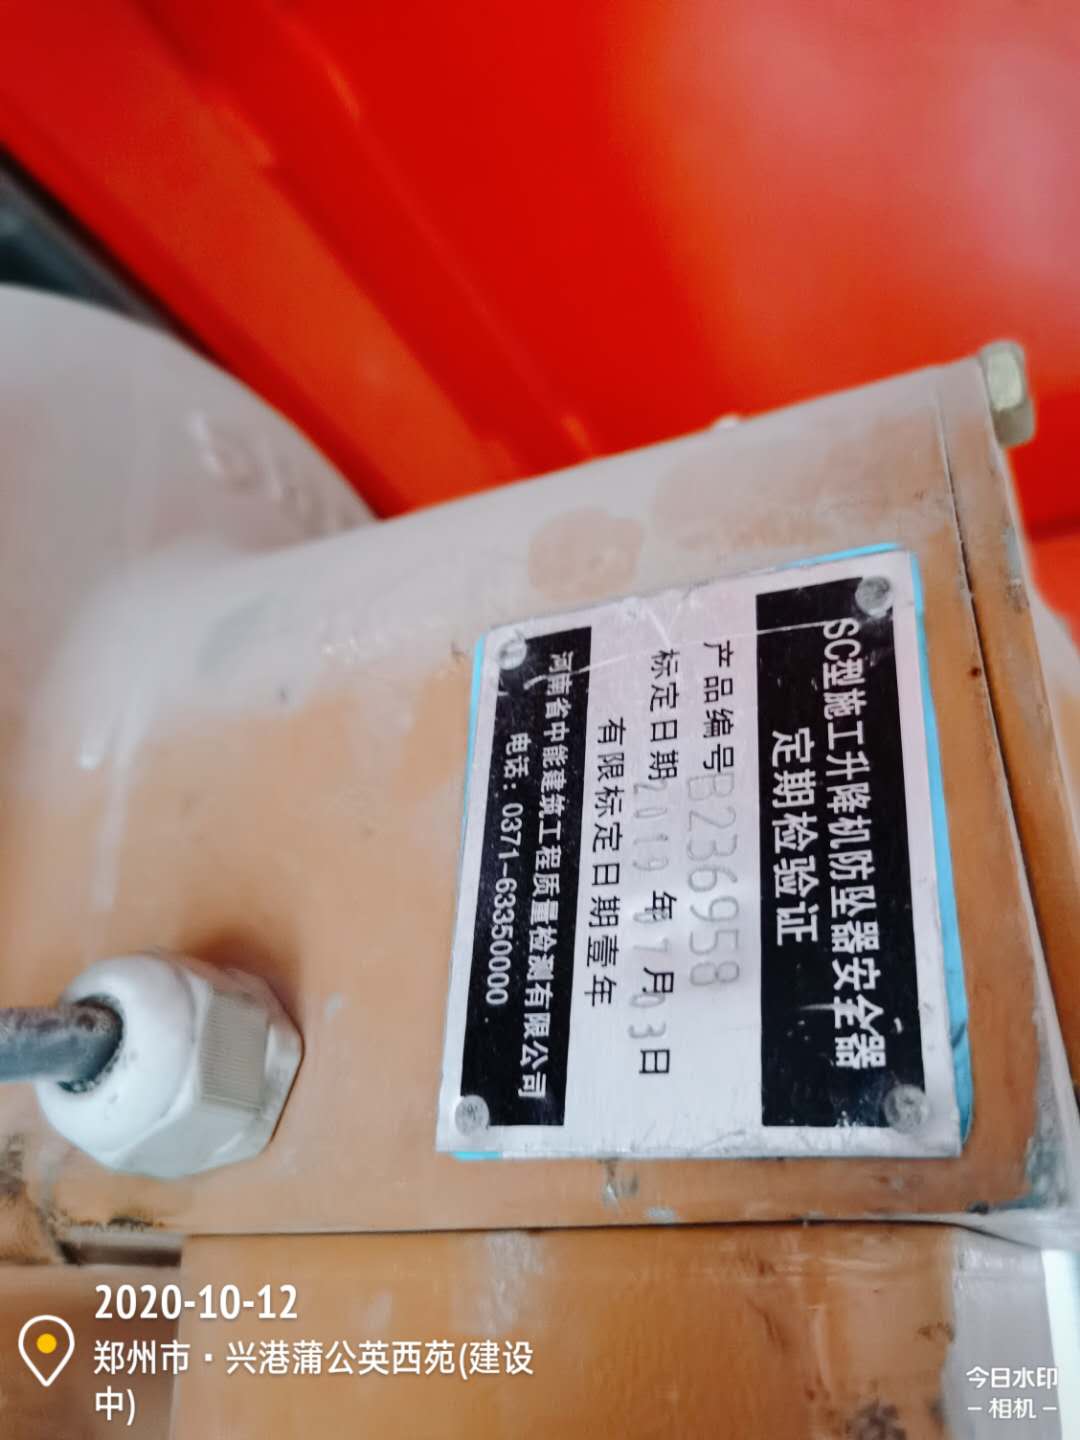 SC型施工升降机防坠器安全器
定期检验证
产品编号B236958
标定日期2019年07月03日
有限标定日期壹年
河南省中能建筑工程质量检测有限公司
电话：0371-63350000
2020-10-12
郑州市·兴港蒲公英西苑(建设
中)
今日水印
-相机-